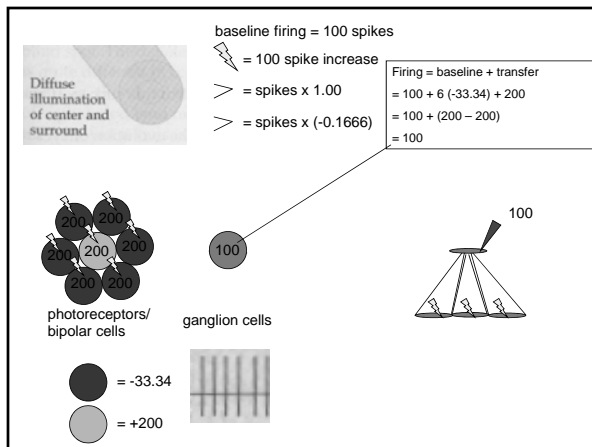 baseline firing = 100 spikes
= 100 spike increase
= spikes x 1.00
= spikes x (-0.1666)
Diffuse
illumination
of center and
surround
Firing = baseline + transfer
= 100 + 6 (-33.34) + 200
= 100 + (200 – 200)
= 100
200
200
200
200
200
200
200
100
100
photoreceptors/
bipolar cells
ganglion cells
= -33.34
= +200